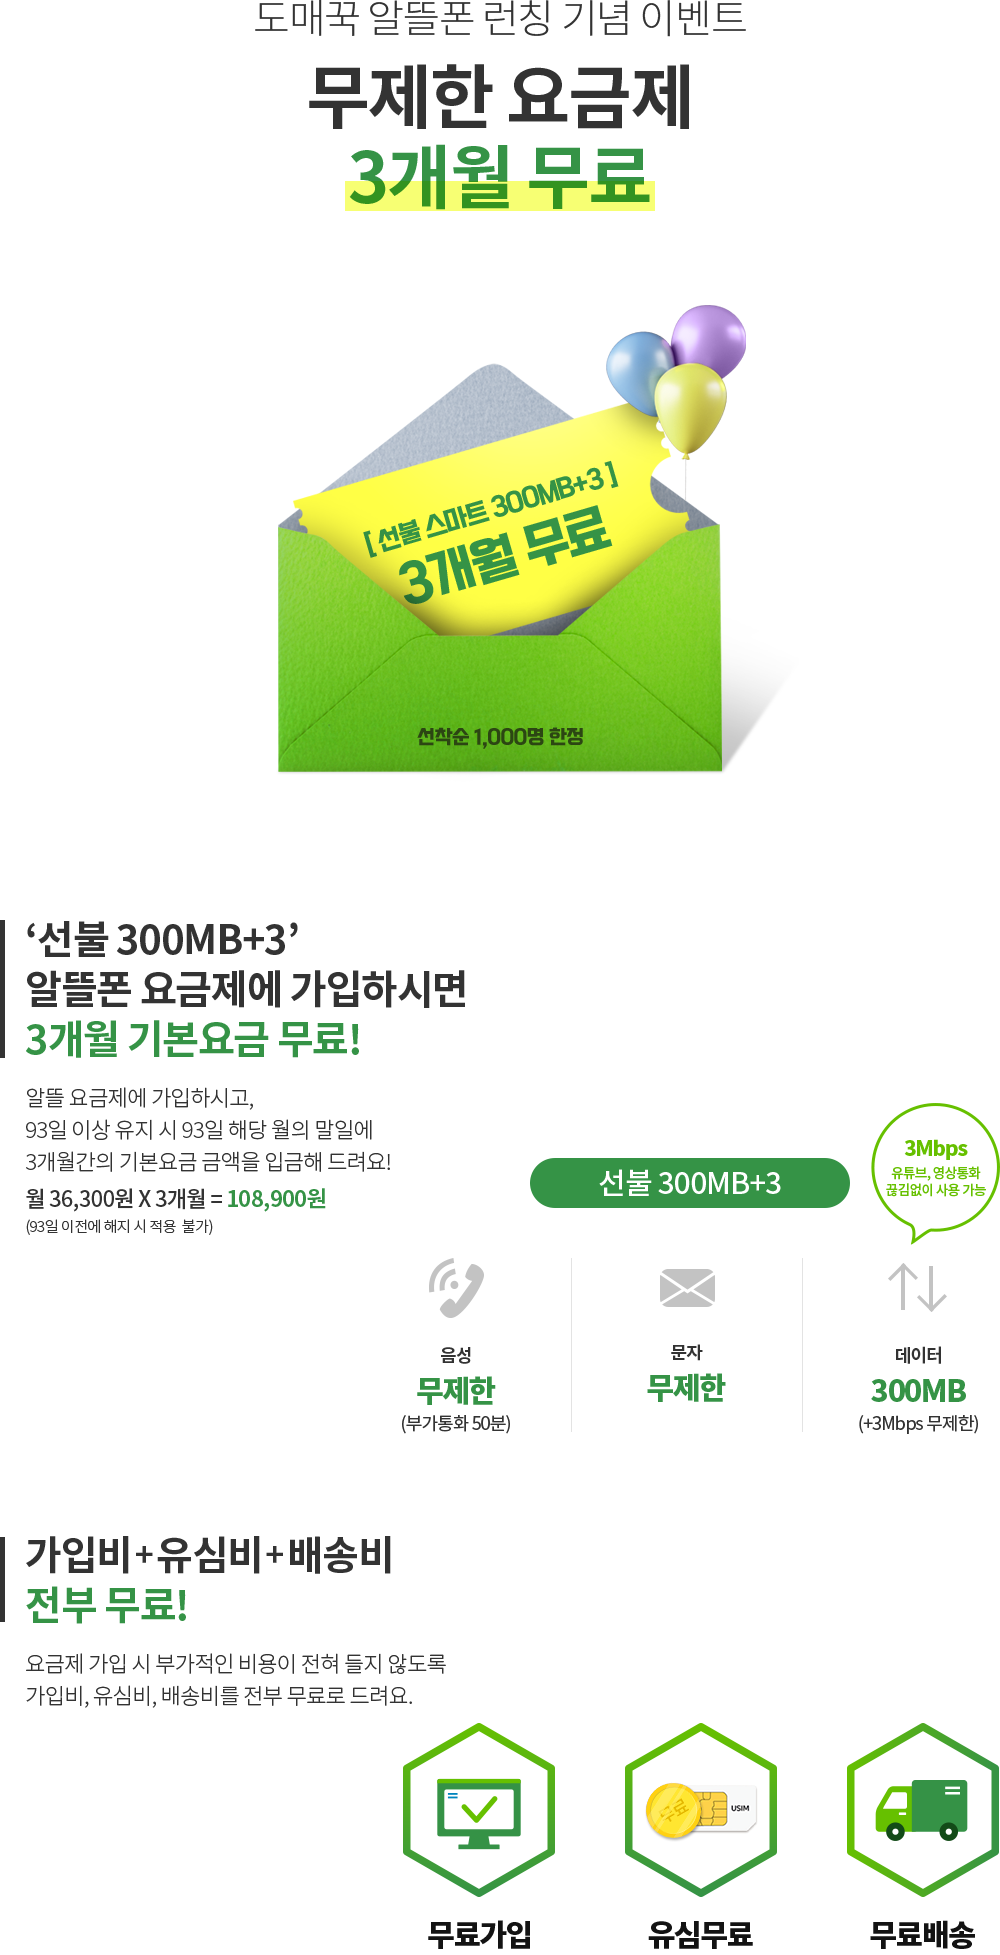 도매꾹 알뜰폰 런칭 기념 이벤트
무제한 요금제
3개월 무료
[ 선불 스마트 300MB+3 ]
3개월 무료
선착순 1,000명 한정
‘선불 300MB+3’
알뜰폰 요금제에 가입하시면
3개월 기본요금 무료!
알뜰 요금제에 가입하시고,
93일 이상 유지 시 93일 해당 월의 말일에
3개월간의 기본요금 금액을 입금해 드려요!
월 36,300원 X 3개월 = 108,900원
(93일 이전에 해지 시 적용 불가)
선불 300MB+3
3Mbps
유튜브, 영상통화
끊김없이 사용 가능
음성
무제한
(부가통화 50분)
문자
무제한
데이터
300MB
(+3Mbps 무제한)
가입비+유심비+배송비
전부 무료!
요금제 가입 시 부가적인 비용이 전혀 들지 않도록
가입비, 유심비, 배송비를 전부 무료로 드려요.
무료
USIM
무료가입
유심무료
무료배송